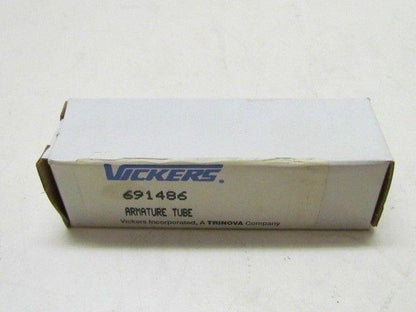 VICKERS.
691486
ARMATURE TUBE
Vickers Incorporated, A TRINOVA Company